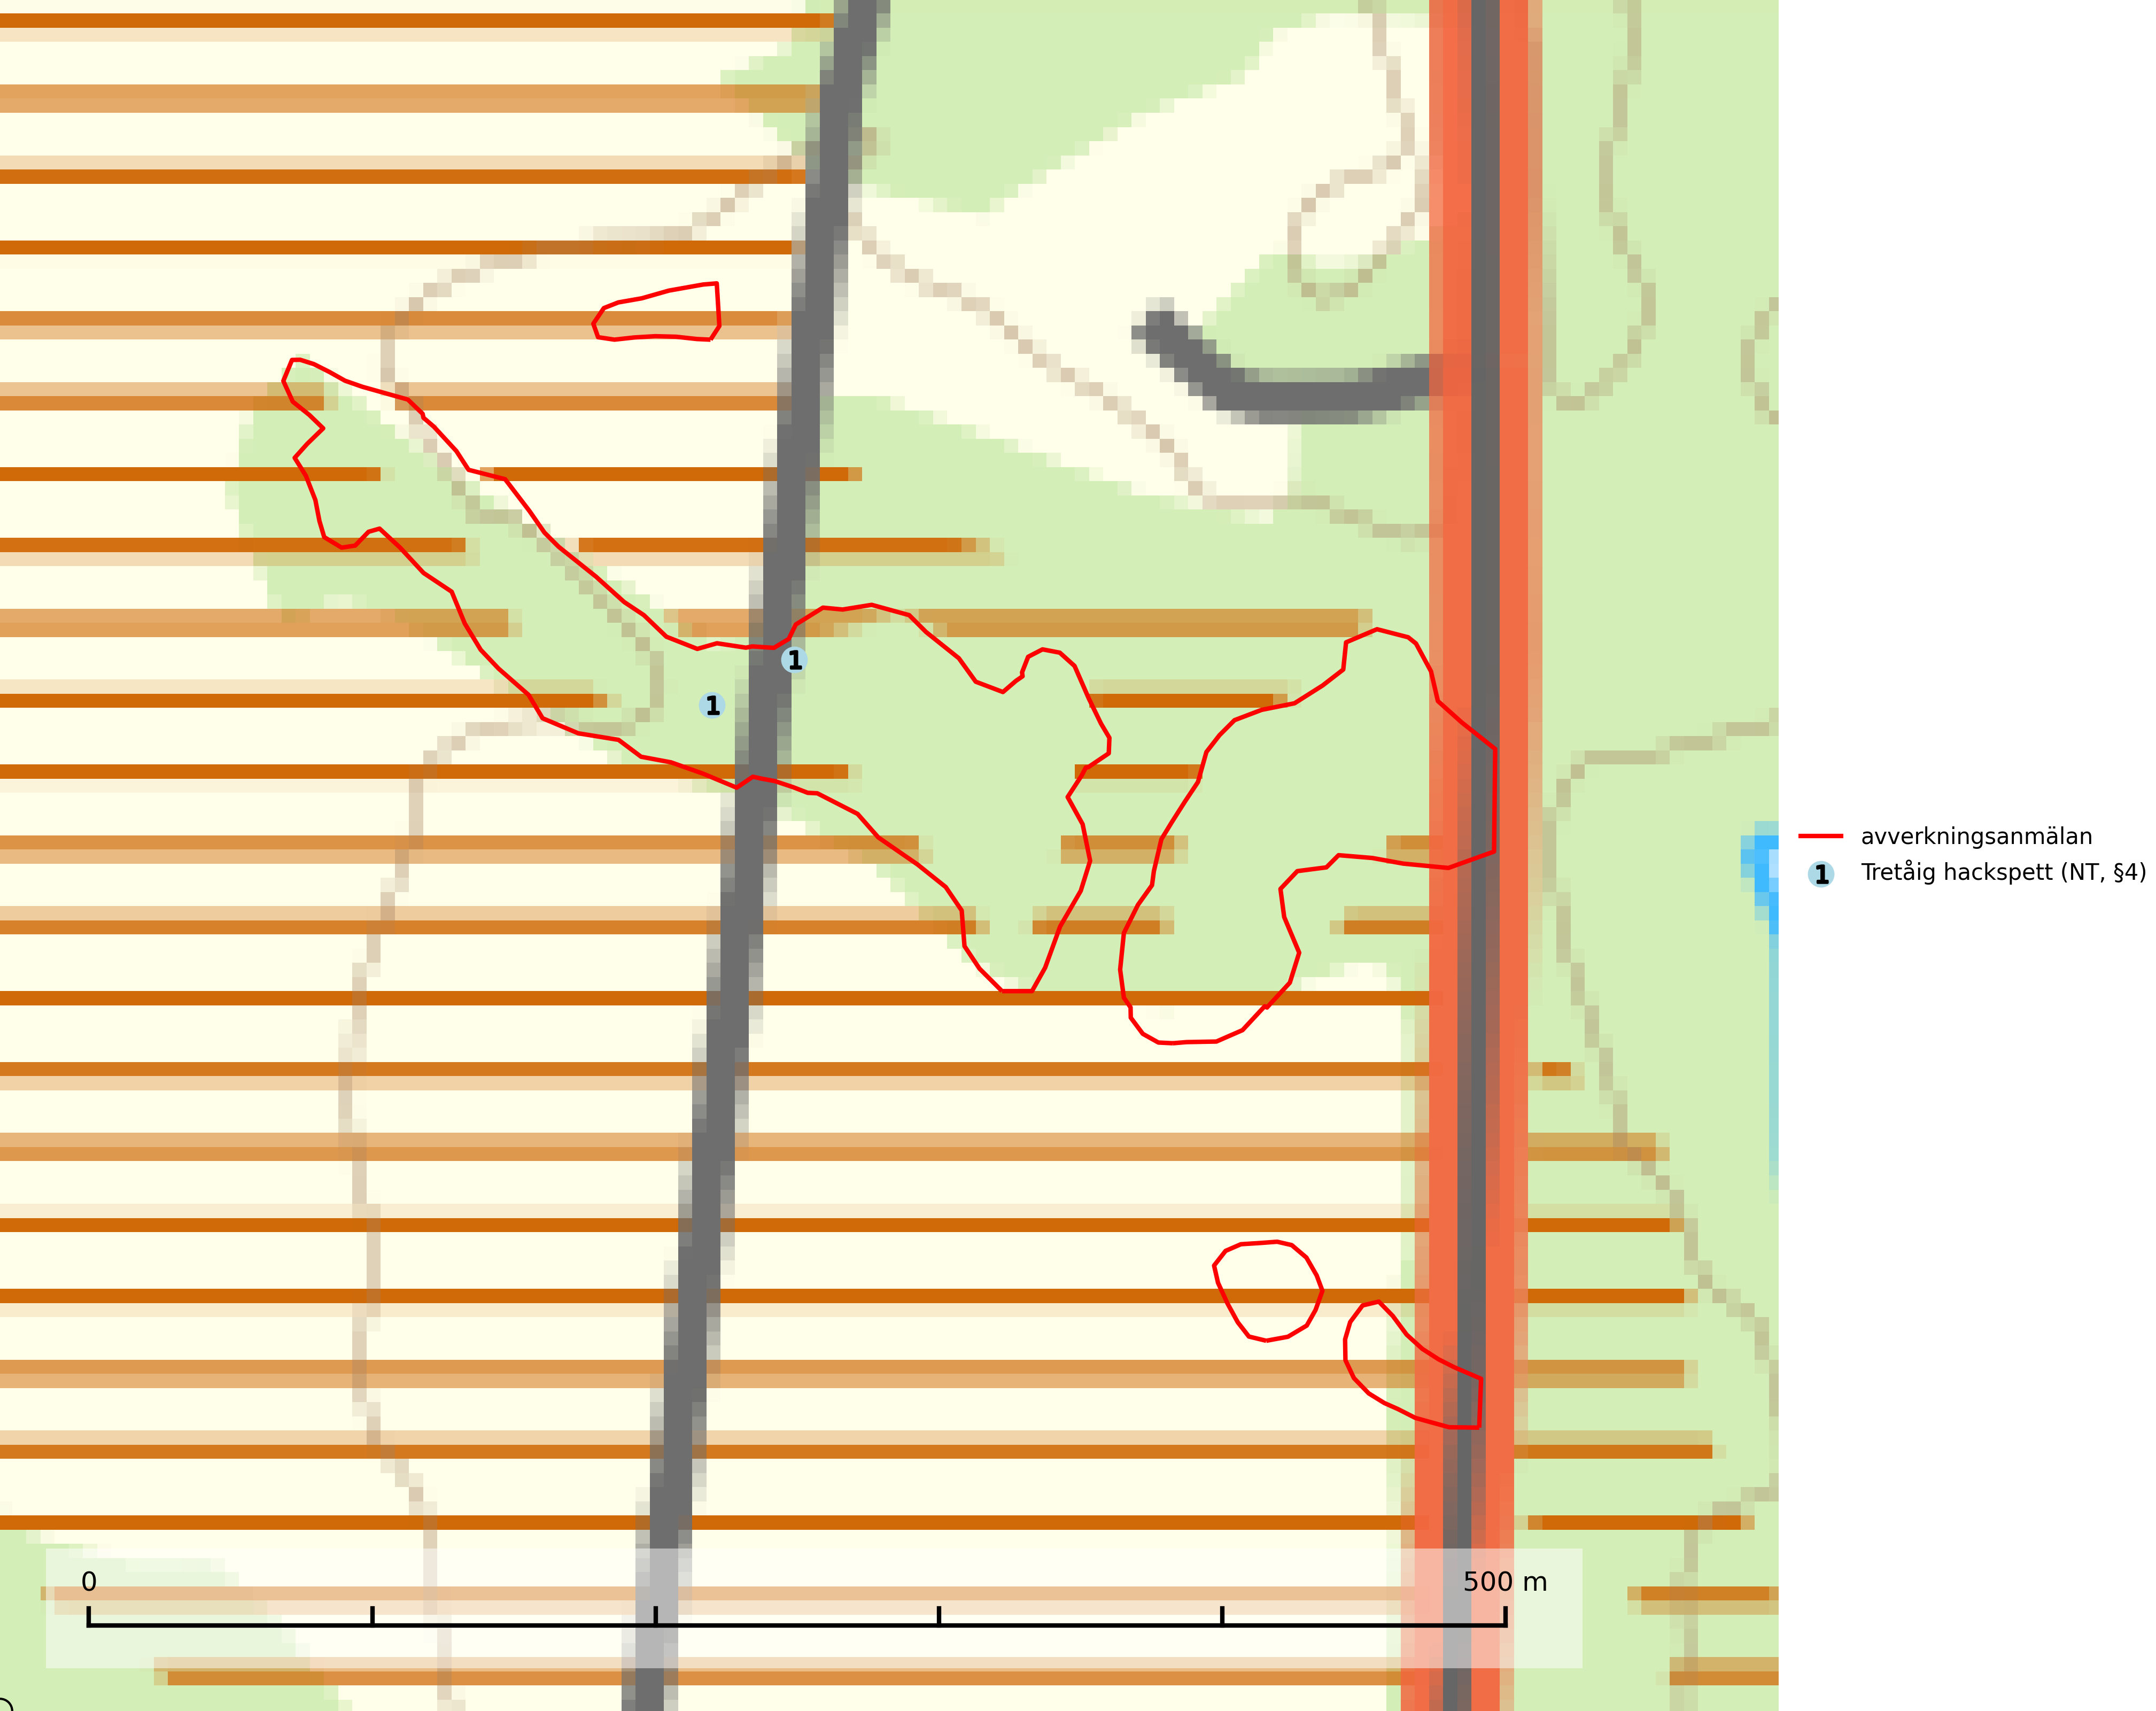 1
1
avverkningsanmälan
1 Tretåig hackspett (NT, §4)
0 500 m